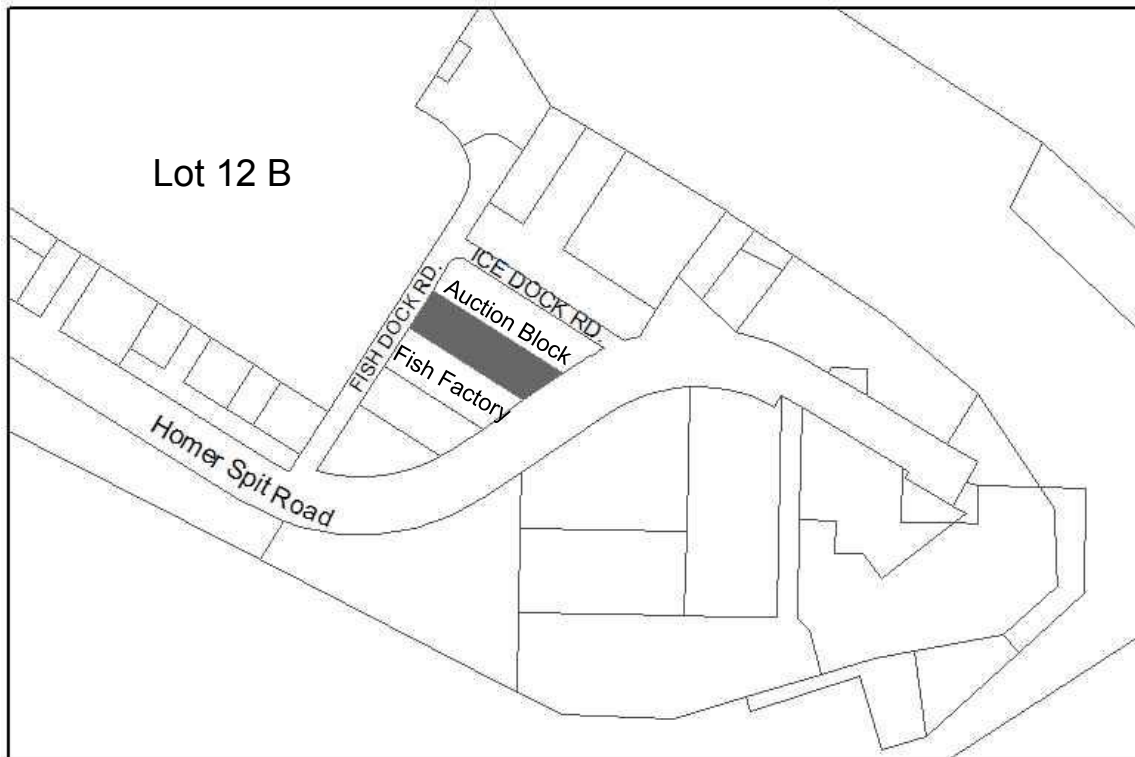 Lot 12 B
ICE DOCK RD.
FISH DOCK RD.
Auction Block
Fish Factory
Homer Spit Road